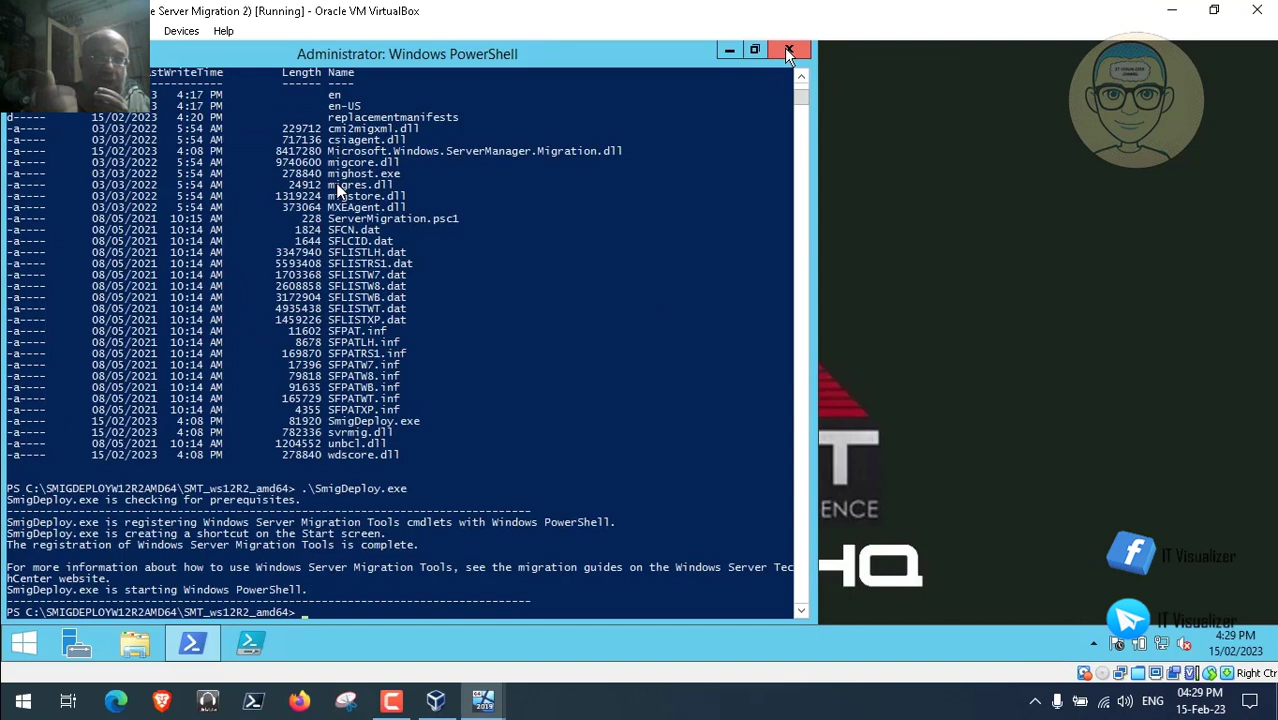 e Server Migration 2) [Running] - Oracle VM VirtualBox
Devices Help
Administrator: Windows PowerShell
astWriteTime Length Name
------------ ------ ----
3 4:17 PM en
3 4:17 PM en-US
d----- 15/02/2023 4:20 PM replacementmanifests
-a---- 03/03/2022 5:54 AM 229712 cmi2migxml.dll
-a---- 03/03/2022 5:54 AM 717136 csiagent.dll
-a---- 15/02/2023 4:08 PM 8417280 Microsoft.Windows.ServerManager.Migration.dll
-a---- 03/03/2022 5:54 AM 9740600 migcore.dll
-a---- 03/03/2022 5:54 AM 278840 mighost.exe
-a---- 03/03/2022 5:54 AM 24912 migres.dll
-a---- 03/03/2022 5:54 AM 1319224 migstore.dll
-a---- 03/03/2022 5:54 AM 373064 MXEAgent.dll
-a---- 08/05/2021 10:15 AM 228 ServerMigration.psc1
-a---- 08/05/2021 10:14 AM 1824 SFCN.dat
-a---- 08/05/2021 10:14 AM 1644 SFLCID.dat
-a---- 08/05/2021 10:14 AM 3347940 SFLISTLH.dat
-a---- 08/05/2021 10:14 AM 5593408 SFLISTRS1.dat
-a---- 08/05/2021 10:14 AM 1703368 SFLISTW7.dat
-a---- 08/05/2021 10:14 AM 2608858 SFLISTW8.dat
-a---- 08/05/2021 10:14 AM 3172904 SFLISTWB.dat
-a---- 08/05/2021 10:14 AM 4935438 SFLISTWT.dat
-a---- 08/05/2021 10:14 AM 1459226 SFLISTXP.dat
-a---- 08/05/2021 10:14 AM 11602 SFPAT.inf
-a---- 08/05/2021 10:14 AM 8678 SFPATLH.inf
-a---- 08/05/2021 10:14 AM 169870 SFPATRS1.inf
-a---- 08/05/2021 10:14 AM 17396 SFPATW7.inf
-a---- 08/05/2021 10:14 AM 79818 SFPATW8.inf
-a---- 08/05/2021 10:14 AM 91635 SFPATWB.inf
-a---- 08/05/2021 10:14 AM 165729 SFPATWT.inf
-a---- 08/05/2021 10:14 AM 4355 SFPATXP.inf
-a---- 15/02/2023 4:08 PM 81920 SmigDeploy.exe
-a---- 15/02/2023 4:08 PM 782336 svrmig.dll
-a---- 08/05/2021 10:14 AM 1204552 unbcl.dll
-a---- 15/02/2023 4:08 PM 278840 wdscore.dll
PS C:\SMIGDEPLOYW12R2AMD64\SMT_ws12R2_amd64> .\SmigDeploy.exe
SmigDeploy.exe is checking for prerequisites.
SmigDeploy.exe is registering Windows Server Migration Tools cmdlets with Windows PowerShell.
SmigDeploy.exe is creating a shortcut on the Start screen.
The registration of Windows Server Migration Tools is complete.
For more information about how to use Windows Server Migration Tools, see the migration guides on the Windows Server Tec
hCenter website.
SmigDeploy.exe is starting Windows PowerShell.
PS C:\SMIGDEPLOYW12R2AMD64\SMT_ws12R2_amd64> _
IT VISUALIZER
CHANNEL
T
ENCE
HQ
IT Visualizer
IT Visualizer
4:29 PM
15/02/2023
Right Ctr
2019
ENG
04:29 PM
15-Feb-23